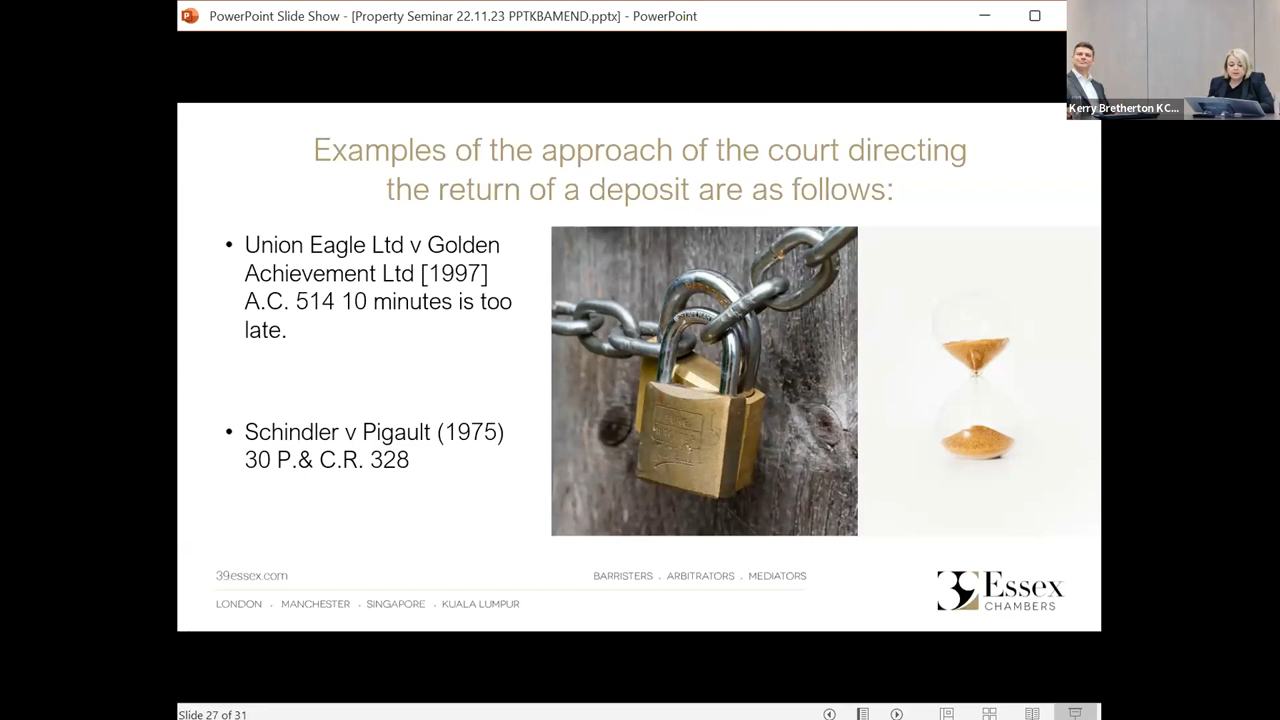 PowerPoint Slide Show - [Property Seminar 22.11.23 PPTKBAMEND.pptx] - PowerPoint
Kerry Bretherton KC...
Examples of the approach of the court directing
the return of a deposit are as follows:
• Union Eagle Ltd v Golden
Achievement Ltd [1997]
A.C. 514 10 minutes is too
late.
• Schindler v Pigault (1975)
30 P.& C.R. 328
39essex.com
BARRISTERS . ARBITRATORS . MEDIATORS
LONDON . MANCHESTER . SINGAPORE . KUALA LUMPUR
39 Essex
CHAMBERS
Slide 27 of 31